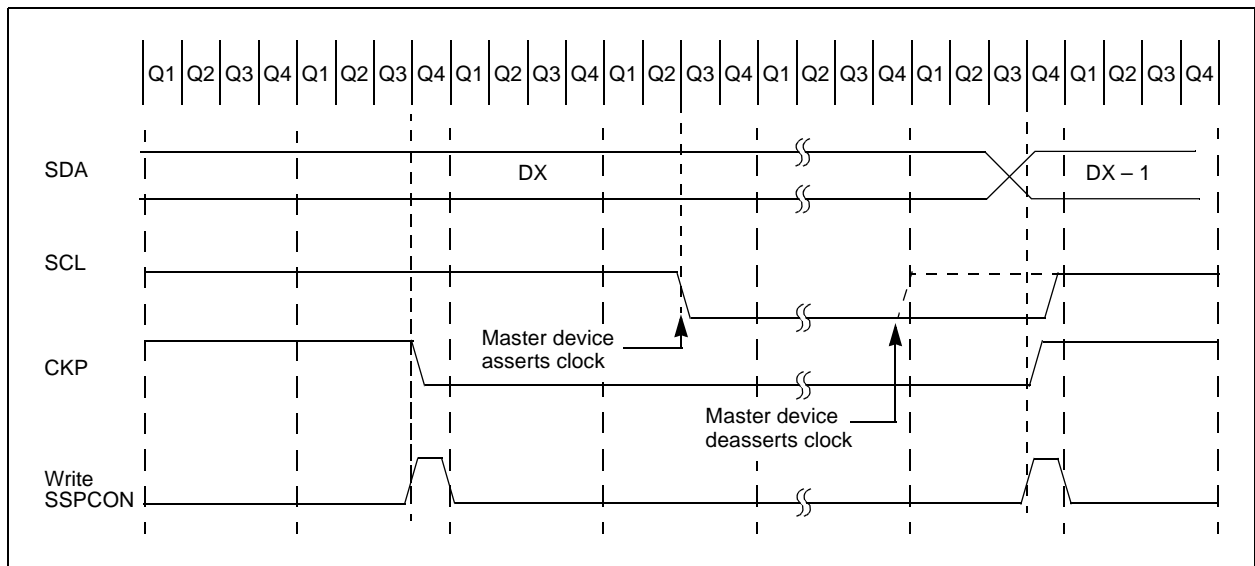 Q1 Q2 Q3 Q4 Q1 Q2 Q3 Q4 Q1 Q2 Q3 Q4 Q1 Q2 Q3 Q4 Q1 Q2 Q3 Q4 Q1 Q2 Q3 Q4 Q1 Q2 Q3 Q4
SDA
DX
DX – 1
SCL
Master device
asserts clock
CKP
Master device
deasserts clock
Write
SSPCON